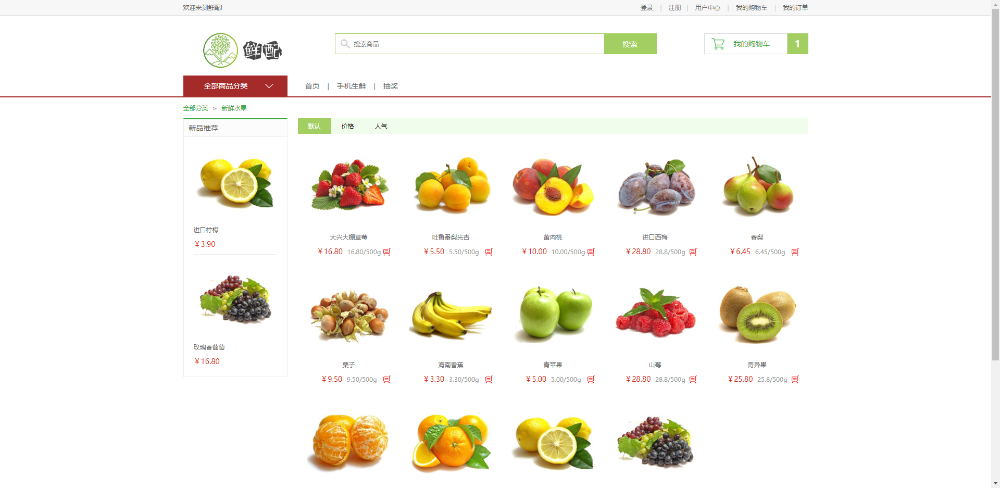 欢迎来到鲜配!
登录 | 注册 | 用户中心 | 我的购物车 | 我的订单
鲜配
搜索商品
搜索
我的购物车 1
全部商品分类
首页 | 手机生鲜 | 抽奖
全部分类 > 新鲜水果
新品推荐
进口柠檬
¥3.90
玫瑰香葡萄
¥16.80
默认 价格 人气
大兴大棚草莓
¥16.80 16.80/500g
吐鲁番梨光杏
¥5.50 5.50/500g
黄肉桃
¥10.00 10.00/500g
进口西梅
¥28.80 28.8/500g
香梨
¥6.45 6.45/500g
栗子
¥9.50 9.50/500g
海南香蕉
¥3.30 3.30/500g
青苹果
¥5.00 5.00/500g
山莓
¥28.80 28.8/500g
奇异果
¥25.80 25.8/500g